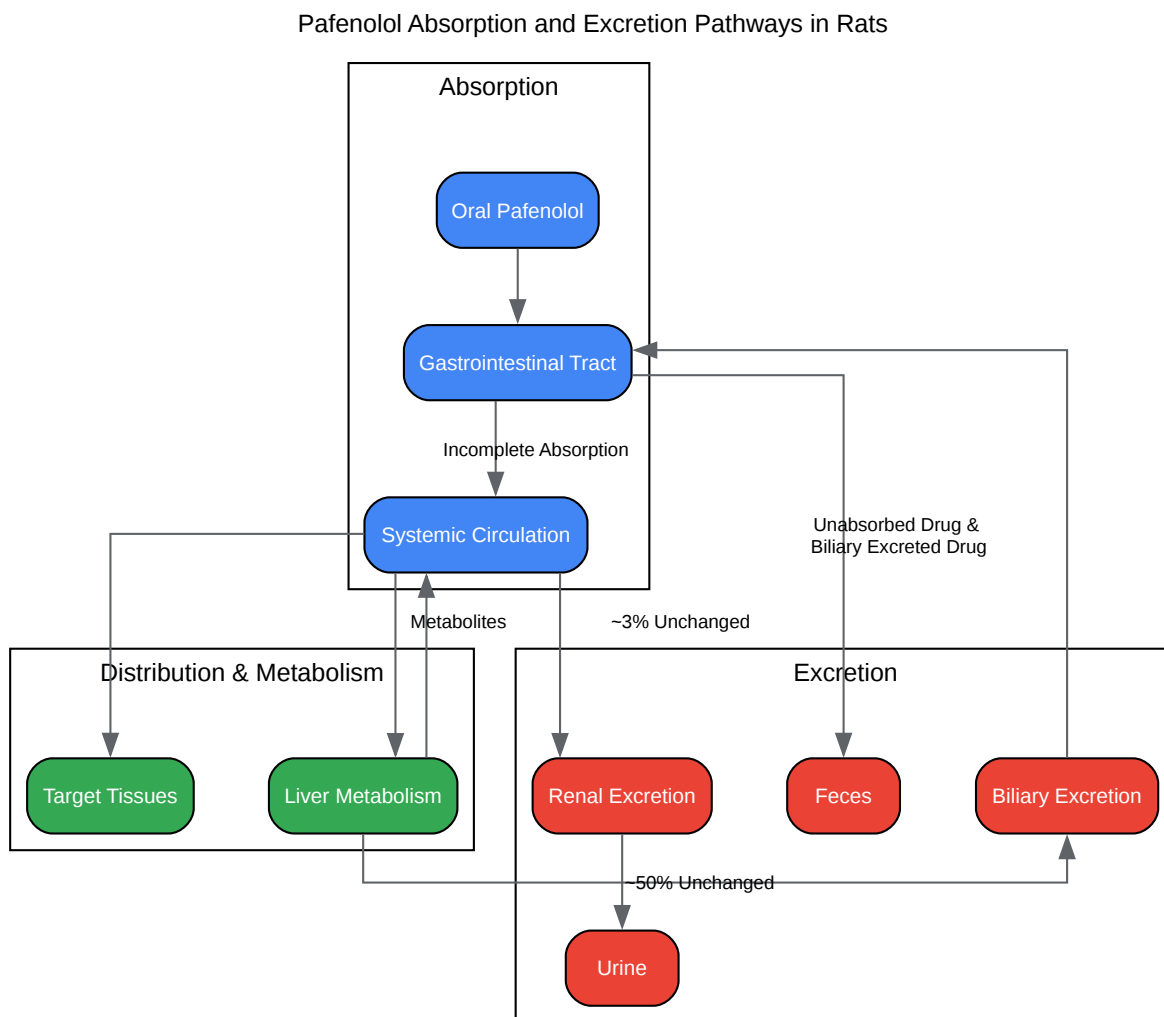 Pafenolol Absorption and Excretion Pathways in Rats
Absorption
Oral Pafenolol
Gastrointestinal Tract
Incomplete Absorption
Systemic Circulation
Unabsorbed Drug &
Biliary Excreted Drug
Metabolites
~3% Unchanged
Distribution & Metabolism
Excretion
Target Tissues
Liver Metabolism
Renal Excretion
Feces
Biliary Excretion
~50% Unchanged
Urine